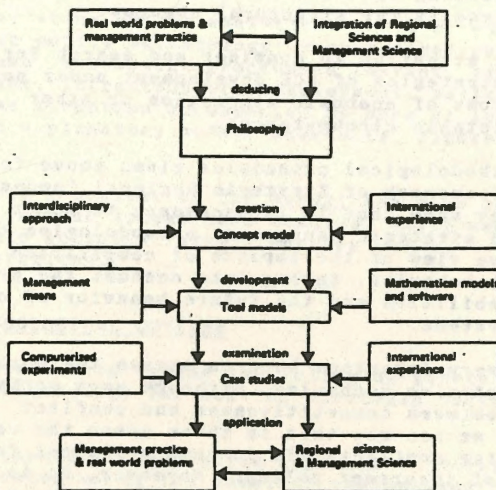 Real world problems &
management practice
Integration of Regional
Sciences and
Management Science
deducing
Philosophy
creation
Interdisciplinary
approach
Concept model
International
experience
development
Management
means
Tool models
Mathematical models
and software
examination
Computerized
experiments
Case studies
International
experience
application
Management practice
& real world problems
Regional sciences
& Management Science